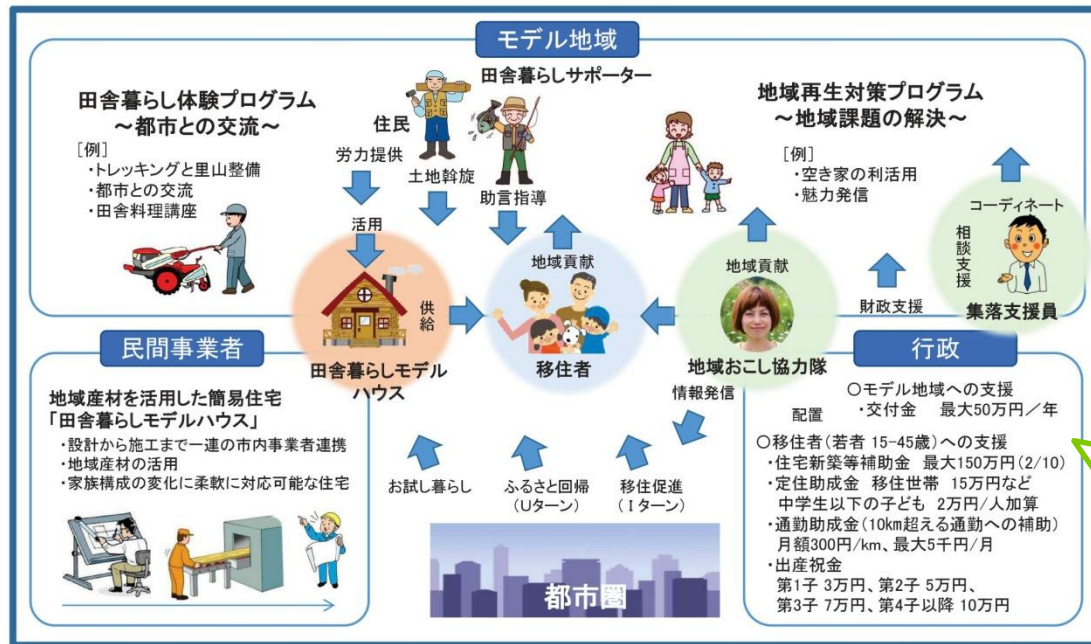 モデル地域
田舎暮らし体験プログラム
~都市との交流~
[例]
・トレッキングと里山整備
・都市との交流
・田舎料理講座
田舎暮らしサポーター
住民
労力提供
土地斡旋
助言指導
活用
地域再生対策プログラム
~地域課題の解決~
[例]
・空き家の利活用
・魅力発信
コーディネート
相談支援
集落支援員
財政支援
供給
田舎暮らしモデル
ハウス
地域貢献
移住者
地域貢献
地域おこし協力隊
情報発信
民間事業者
地域産材を活用した簡易住宅
「田舎暮らしモデルハウス」
・設計から施工まで一連の市内事業者連携
・地域産材の活用
・家族構成の変化に柔軟に対応可能な住宅
お試し暮らし
ふるさと回帰
(Uターン)
移住促進
(Iターン)
都市圏
行政
配置
○モデル地域への支援
・交付金 最大50万円/年
○移住者(若者 15-45歳)への支援
・住宅新築等補助金 最大150万円(2/10)
・定住助成金 移住世帯 15万円など
中学生以下の子ども 2万円/人加算
・通勤助成金(10km超える通勤への補助)
月額300円/km、最大5千円/月
・出産祝金
第1子 3万円、第2子 5万円、
第3子 7万円、第4子以降 10万円